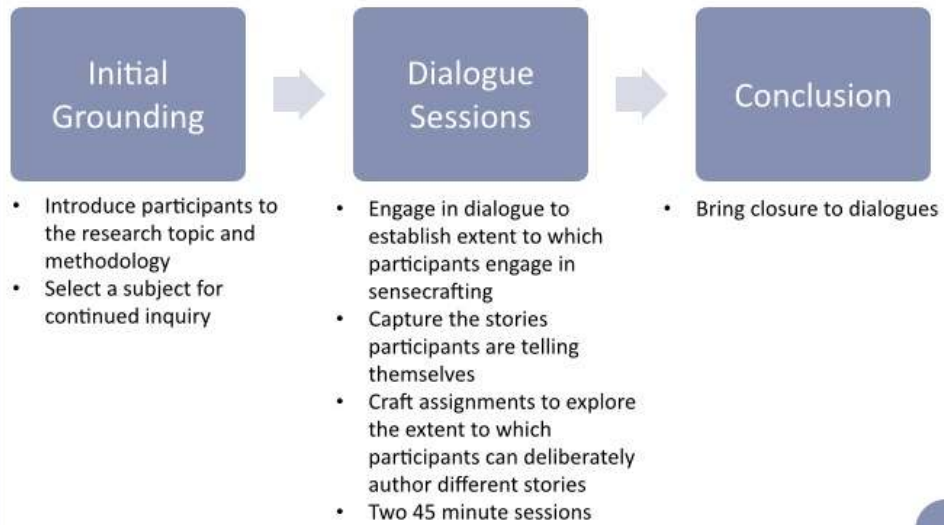 Initial
Grounding
• Introduce participants to
the research topic and
methodology
• Select a subject for
continued inquiry
Dialogue
Sessions
• Engage in dialogue to
establish extent to which
participants engage in
sensecrafting
• Capture the stories
participants are telling
themselves
• Craft assignments to explore
the extent to which
participants can deliberately
author different stories
• Two 45 minute sessions
Conclusion
• Bring closure to dialogues